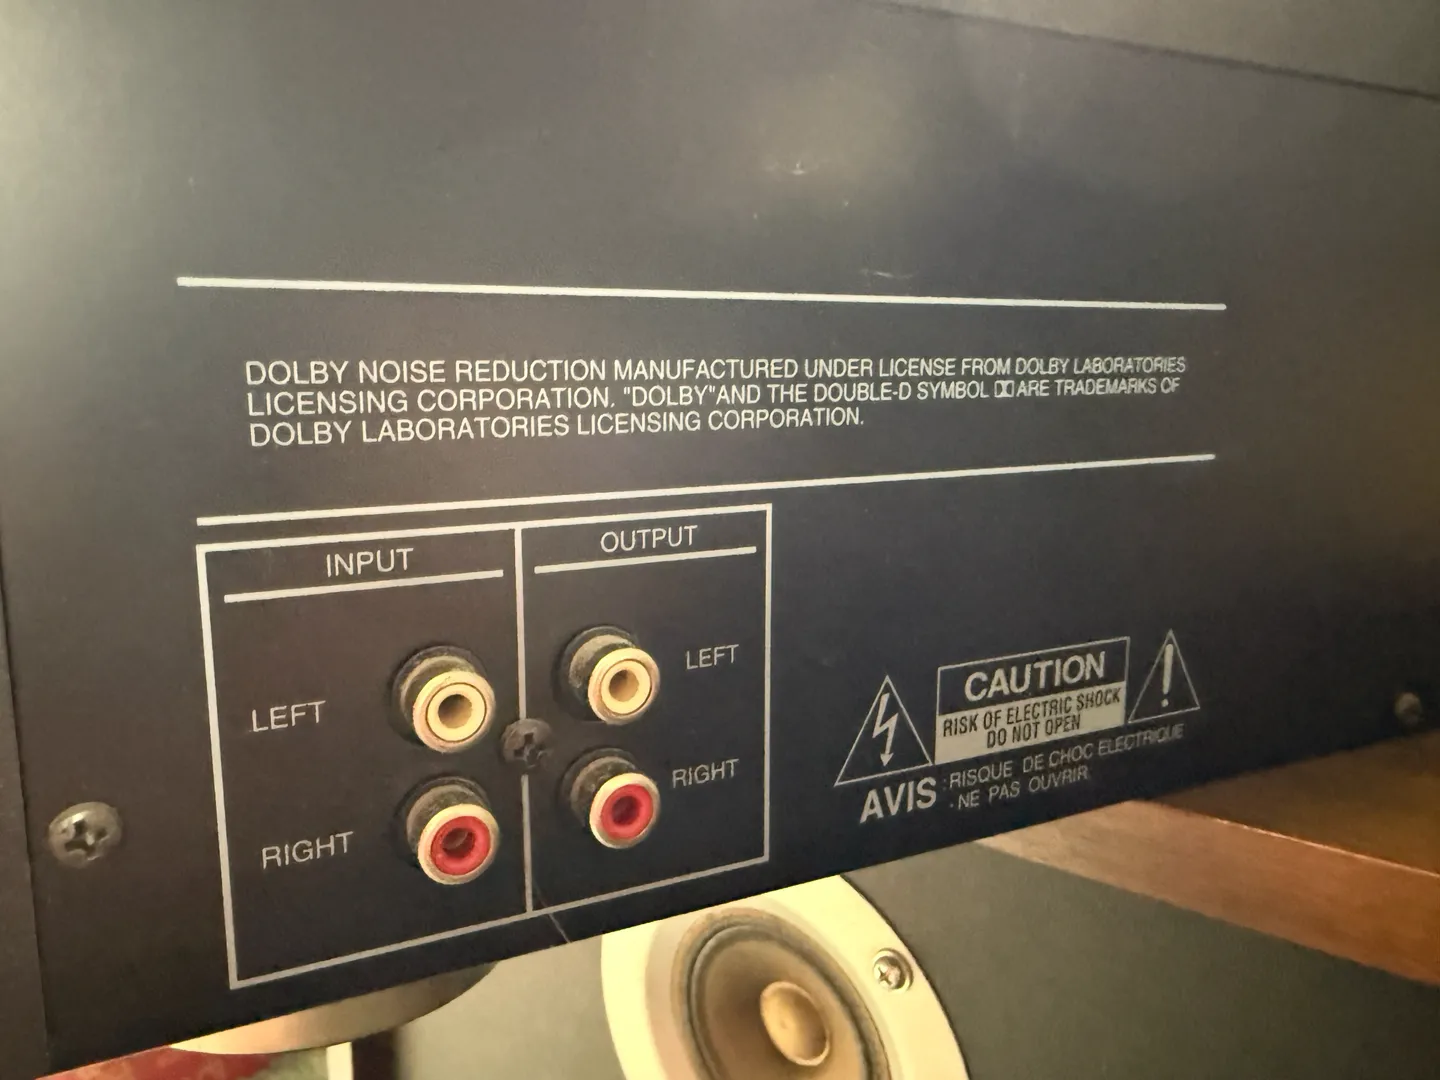 DOLBY NOISE REDUCTION MANUFACTURED UNDER LICENSE FROM DOLBY LABORATORIES
LICENSING CORPORATION. "DOLBY"AND THE DOUBLE-D SYMBOL ARE TRADEMARKS OF
DOLBY LABORATORIES LICENSING CORPORATION.
INPUT
OUTPUT
LEFT
LEFT
RIGHT
RIGHT
CAUTION
RISK OF ELECTRIC SHOCK
DO NOT OPEN
AVIS : RISQUE DE CHOC ELECTRIQUE
. NE PAS OUVRIR